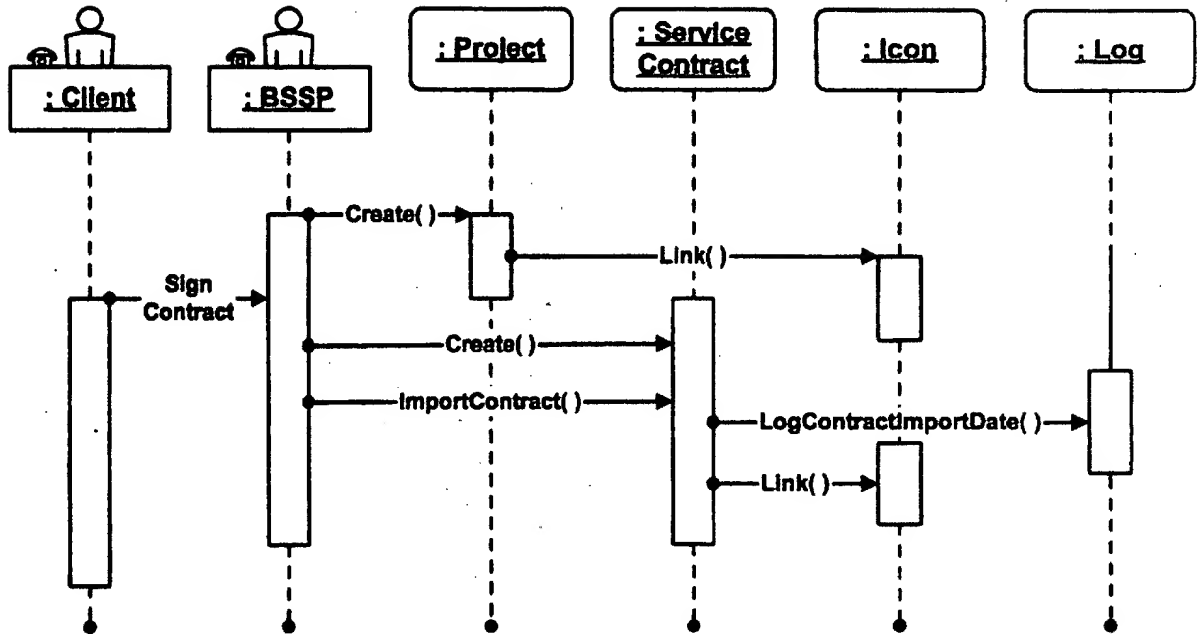 : Client
: BSSP
: Project
: Service
Contract
: Icon
: Log
Create( )
Link( )
Sign
Contract
Create( )
ImportContract( )
LogContractImportDate( )
Link( )